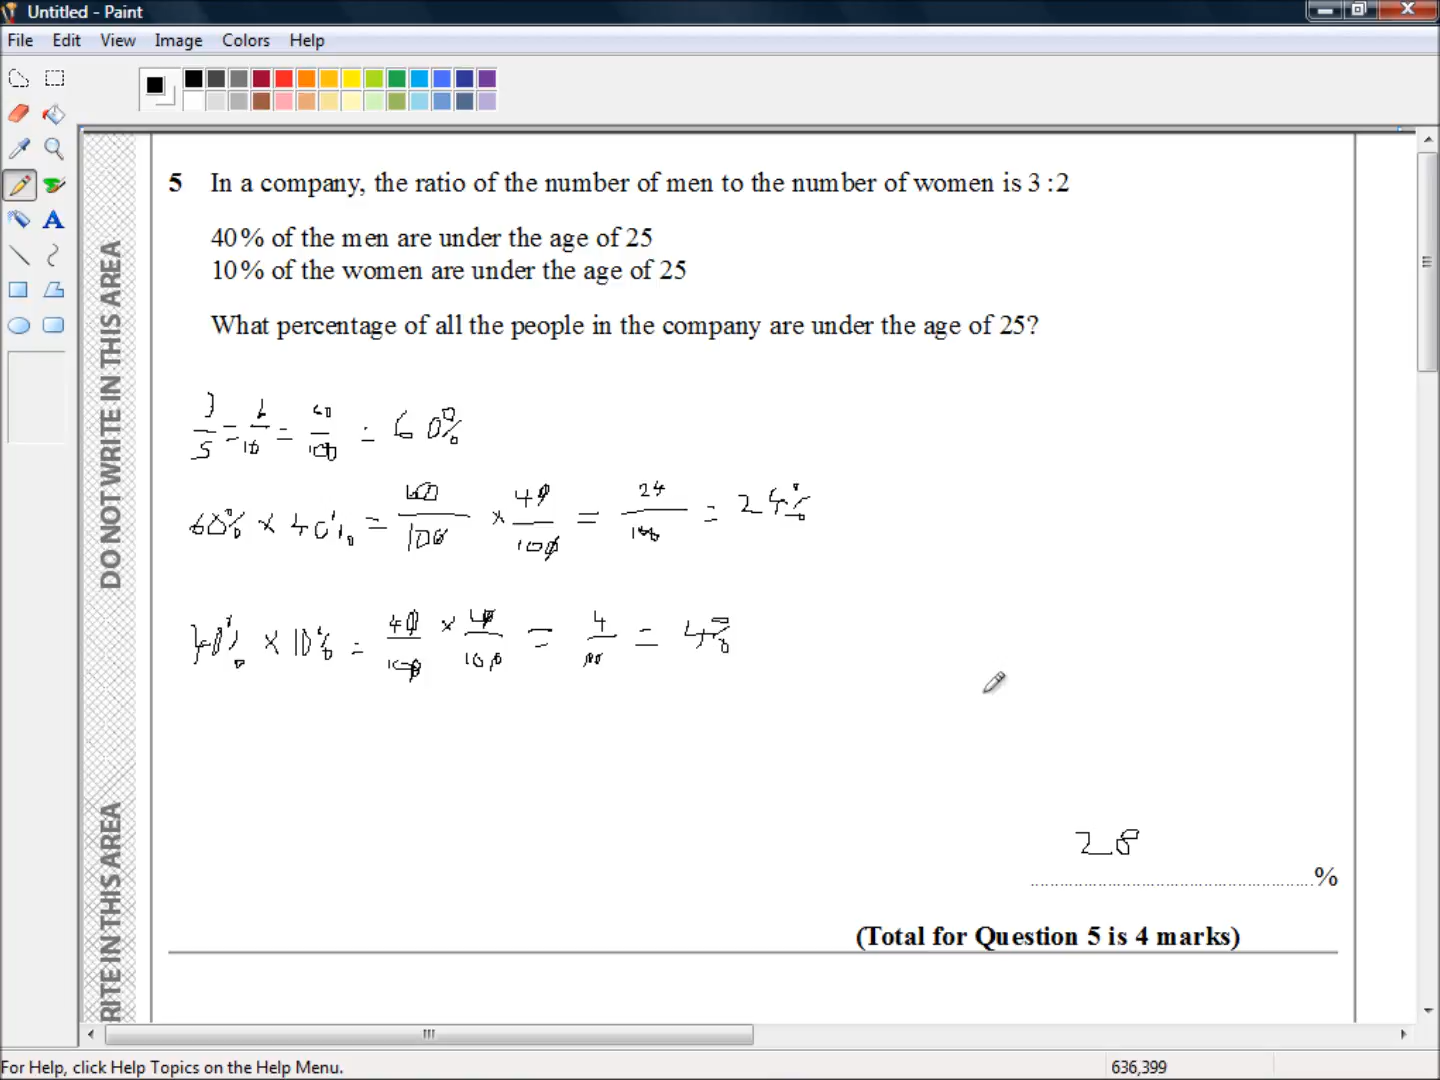 Untitled - Paint
File Edit View Image Colors Help
DO NOT WRITE IN THIS AREA
5 In a company, the ratio of the number of men to the number of women is 3 : 2
40% of the men are under the age of 25
10% of the women are under the age of 25
What percentage of all the people in the company are under the age of 25?
3/5 = 6/10 = 60/100 = 60%
60% × 40% = 60/100 × 40/100 = 24/100 = 24%
40% × 10% = 40/100 × /100 = 4/ = 4%
28
%
RITE IN THIS AREA
(Total for Question 5 is 4 marks)
For Help, click Help Topics on the Help Menu.
636,399